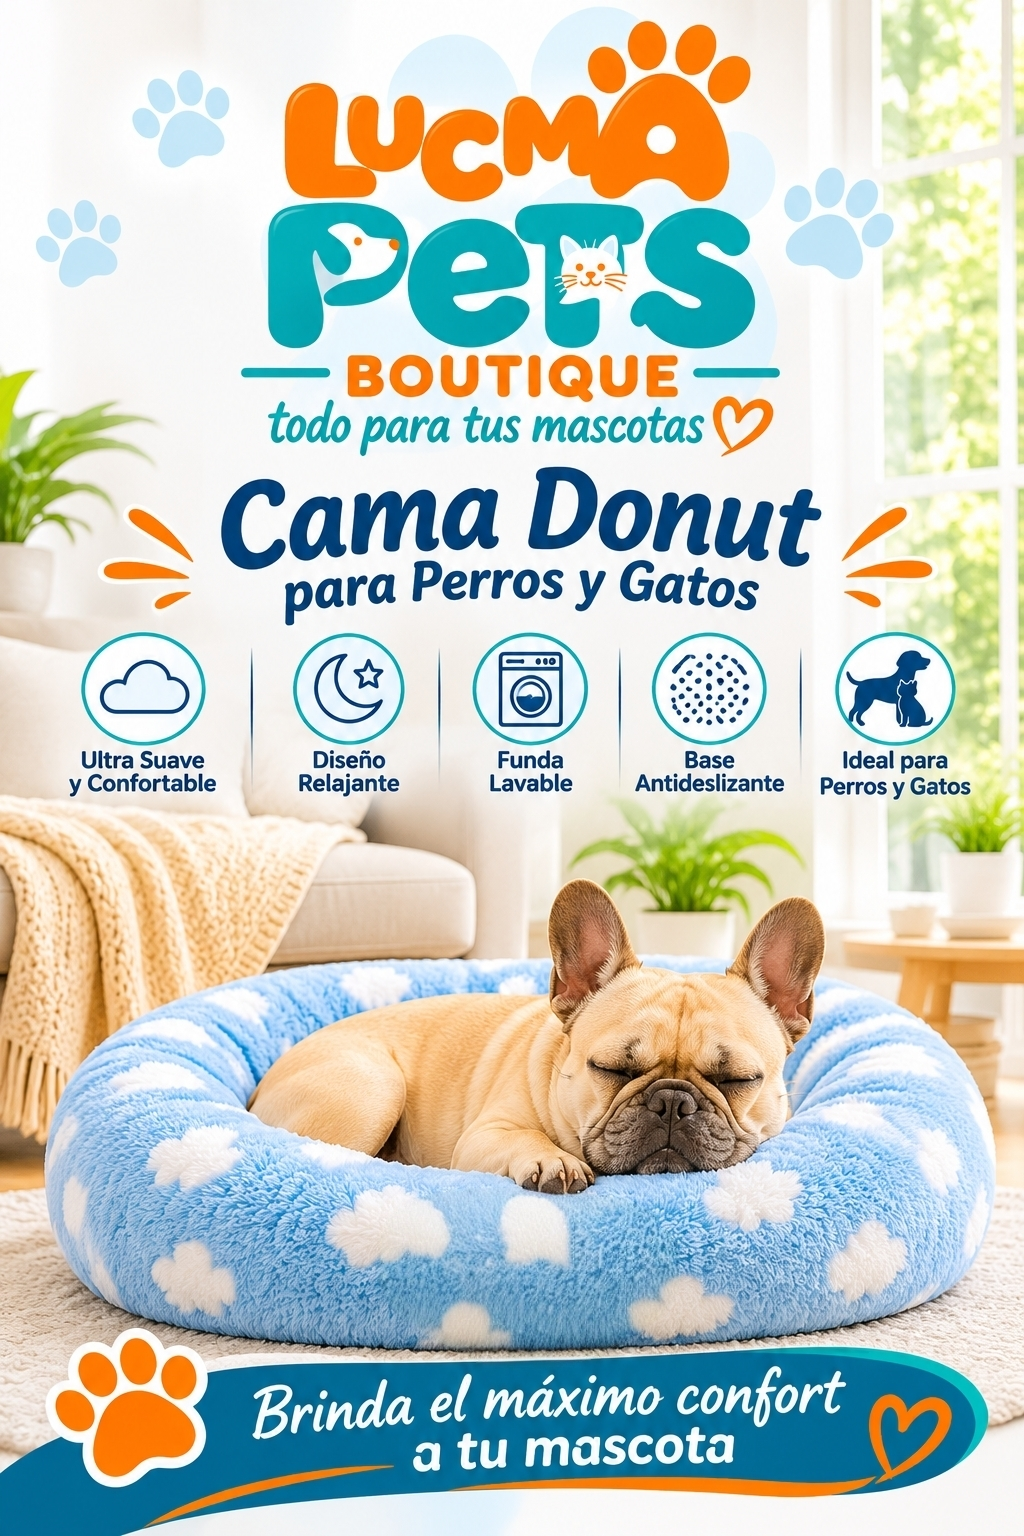 LUCMA
PeTS
BOUTIQUE
todo para tus mascotas
Cama Donut
para Perros y Gatos
Ultra Suave
y Confortable
Diseño
Relajante
Funda
Lavable
Base
Antideslizante
Ideal para
Perros y Gatos
Brinda el máximo confort
a tu mascota